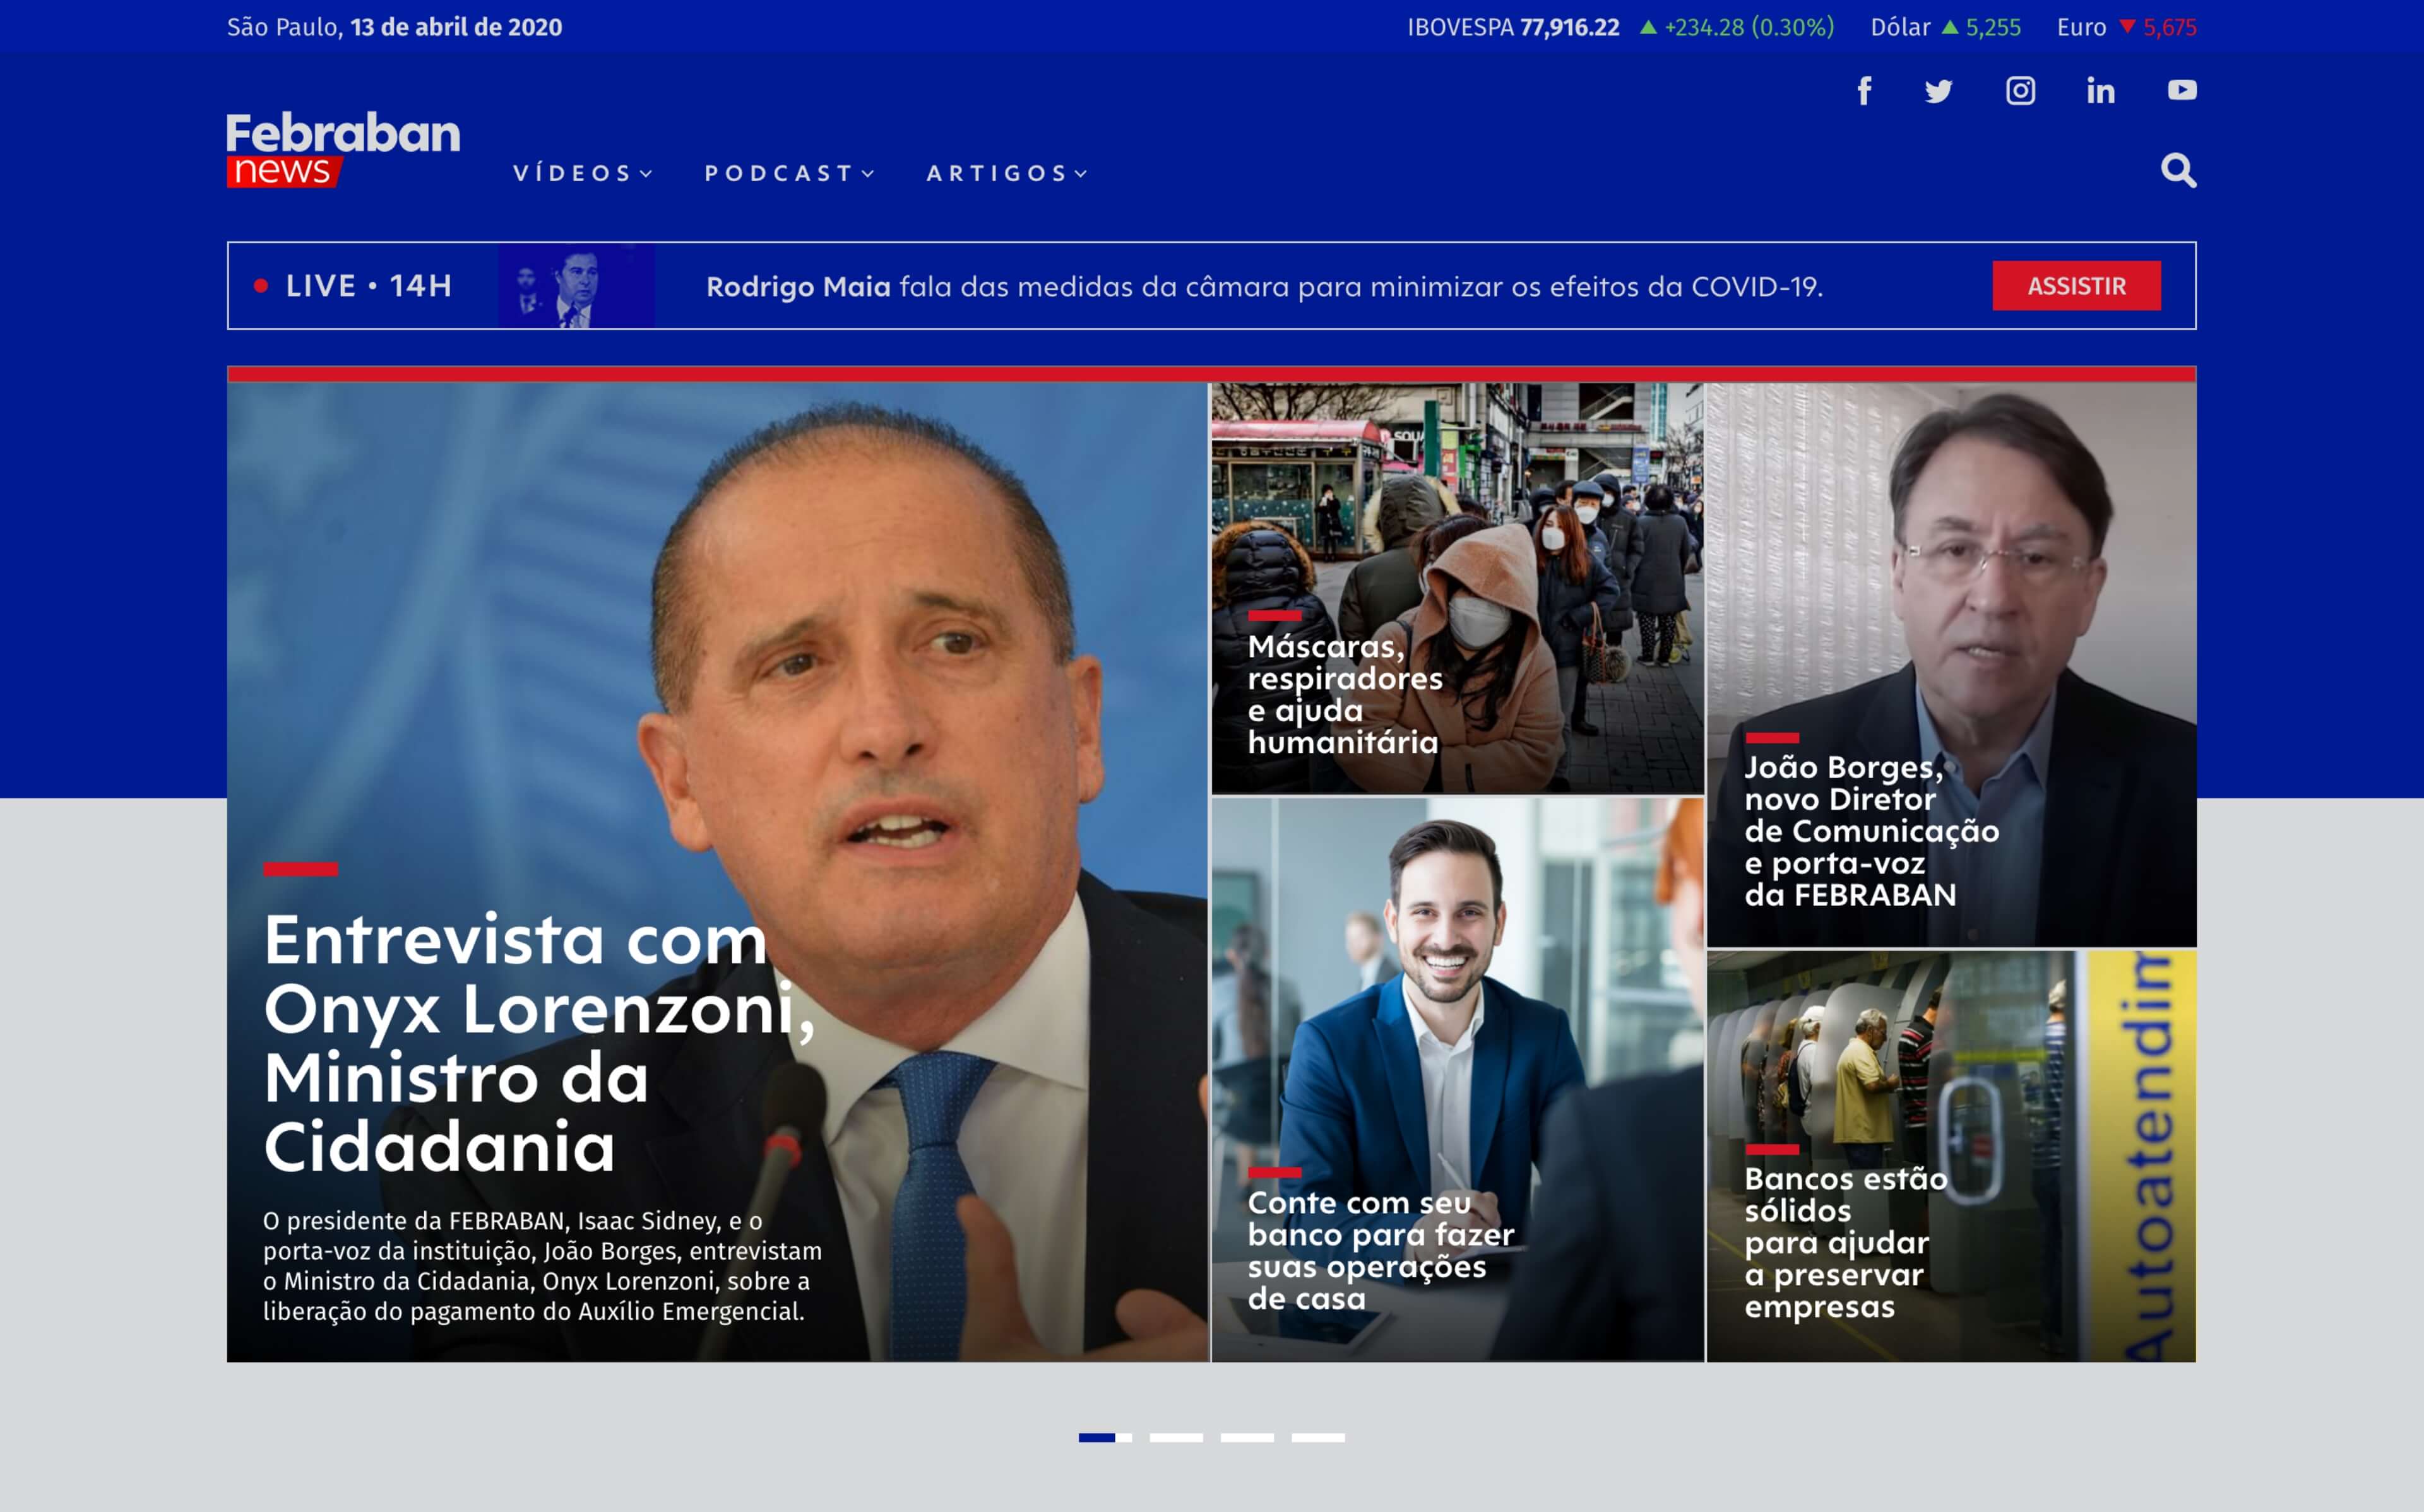 São Paulo, 13 de abril de 2020
IBOVESPA 77,916.22 ▲ +234.28 (0.30%) Dólar ▲ 5,255 Euro ▼ 5,675
Febraban
news
VÍDEOS PODCAST ARTIGOS
LIVE • 14H
Rodrigo Maia fala das medidas da câmara para minimizar os efeitos da COVID-19.
ASSISTIR
Entrevista com
Onyx Lorenzoni,
Ministro da
Cidadania
O presidente da FEBRABAN, Isaac Sidney, e o
porta-voz da instituição, João Borges, entrevistam
o Ministro da Cidadania, Onyx Lorenzoni, sobre a
liberação do pagamento do Auxílio Emergencial.
Máscaras,
respiradores
e ajuda
humanitária
João Borges,
novo Diretor
de Comunicação
e porta-voz
da FEBRABAN
Conte com seu
banco para fazer
suas operações
de casa
Bancos estão
sólidos
para ajudar
a preservar
empresas
Autoatendim